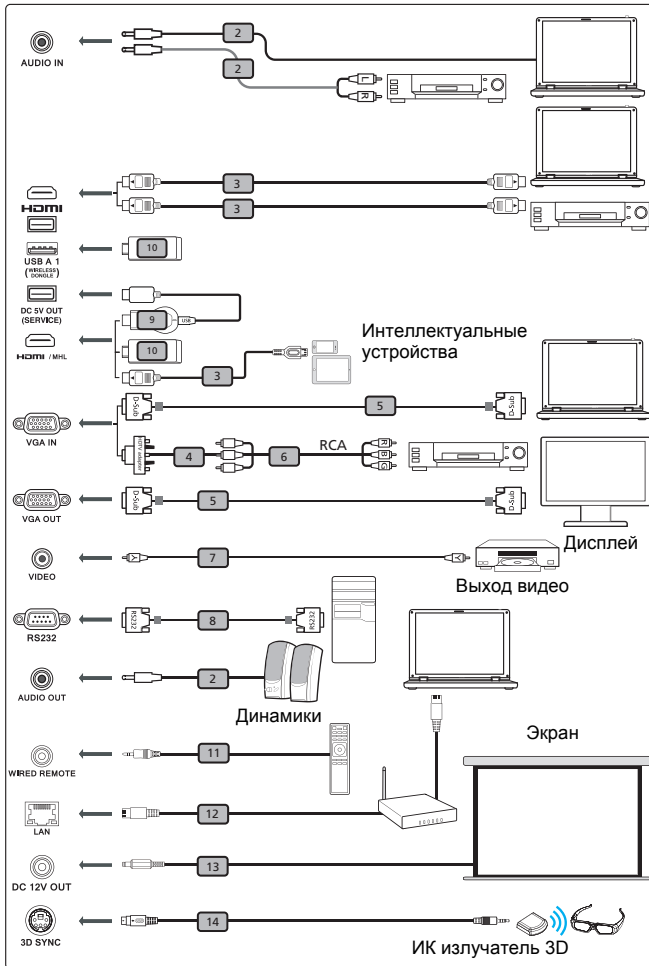 2
AUDIO IN
2
L
R
HDMI
3
3
USB A 1
(WIRELESS DONGLE)
10
DC 5V OUT
(SERVICE)
9
USB
HDMI / MHL
10
3
Интеллектуальные
устройства
VGA IN
D-Sub
5
D-Sub
HDTV adapter
4
6
RCA
R
B
G
VGA OUT
D-Sub
5
D-Sub
Дисплей
VIDEO
Y
7
Y
Выход видео
RS232
RS232
8
RS232
AUDIO OUT
2
Динамики
Экран
WIRED REMOTE
11
LAN
12
DC 12V OUT
13
3D SYNC
14
ИК излучатель 3D